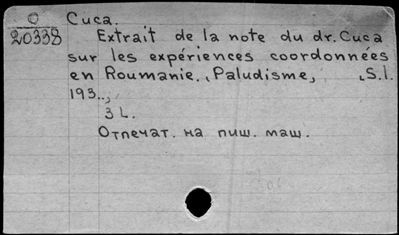 O Cuca.
20338 Extrait de la note du dr. Cuca
sur les expériences coordonnées
en Roumanie. "Paludisme, S.l.
193..,
3 L.
Отпечат. на пиш. маш.